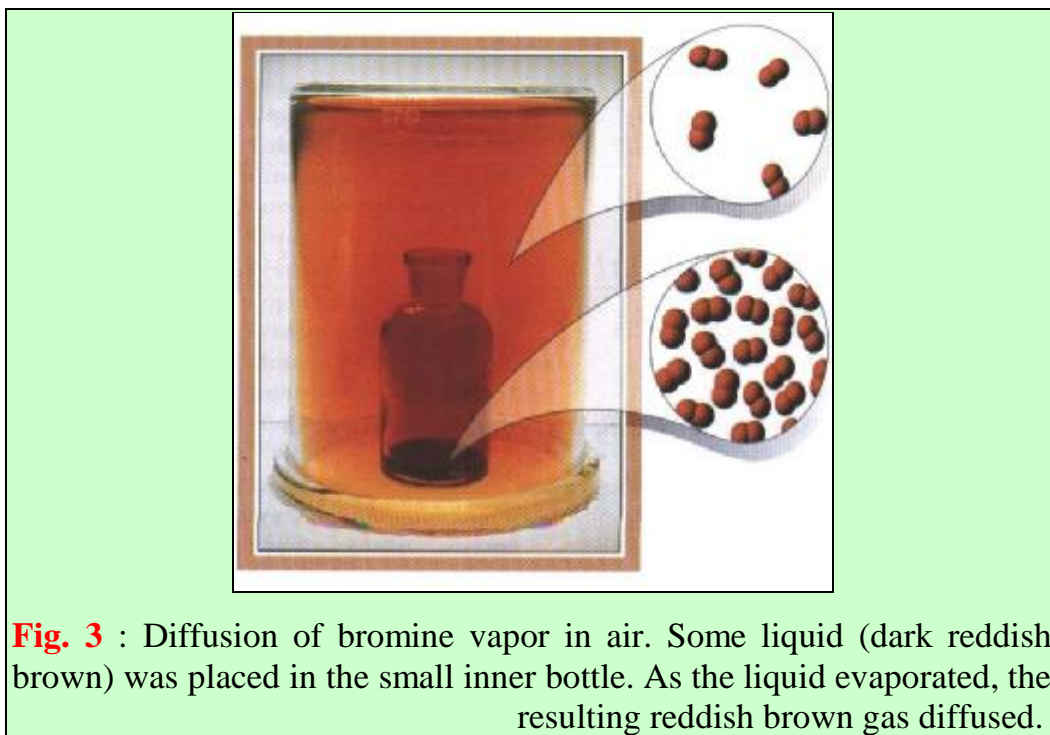 Fig. 3 : Diffusion of bromine vapor in air. Some liquid (dark reddish
brown) was placed in the small inner bottle. As the liquid evaporated, the
resulting reddish brown gas diffused.